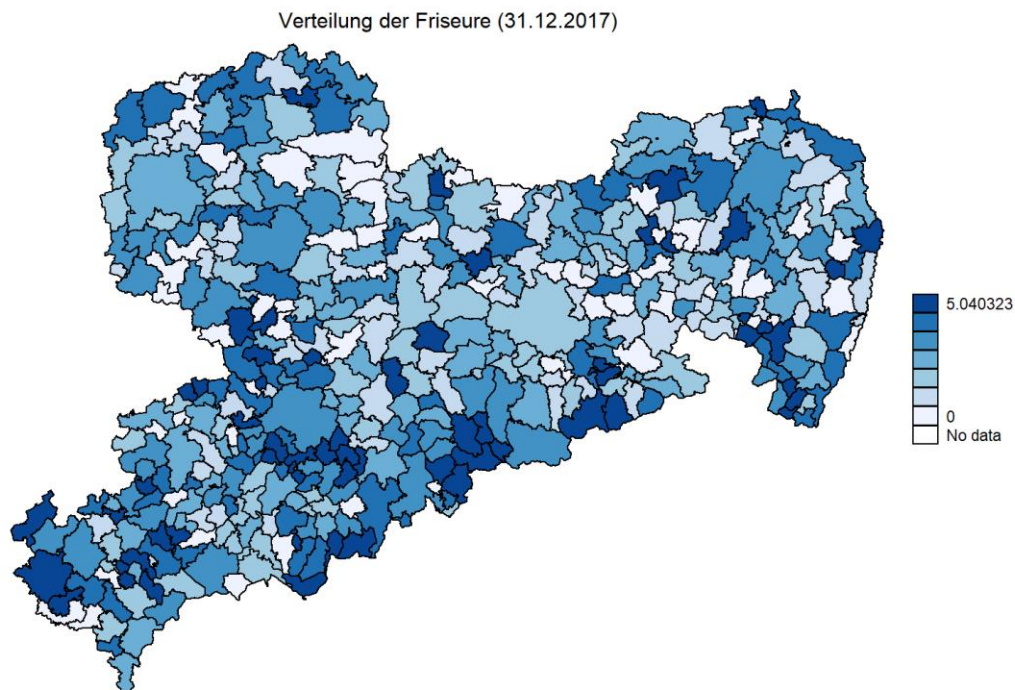 Verteilung der Friseure (31.12.2017)
5.040323
0
No data